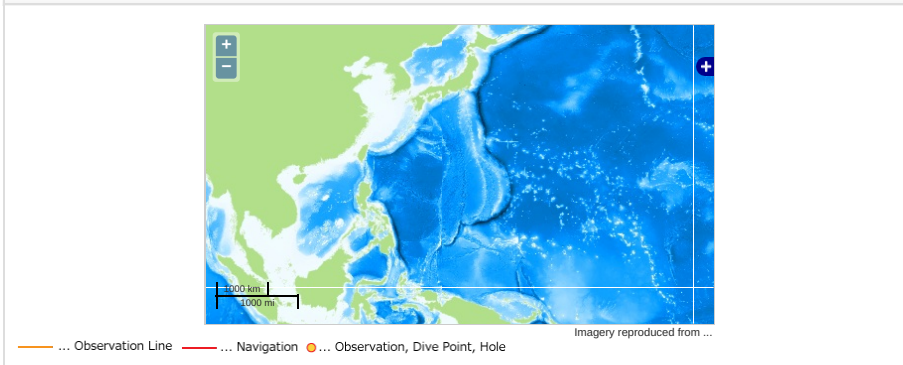 +
−
+
1000 km
1000 mi
Imagery reproduced from ...
... Observation Line ... Navigation ... Observation, Dive Point, Hole